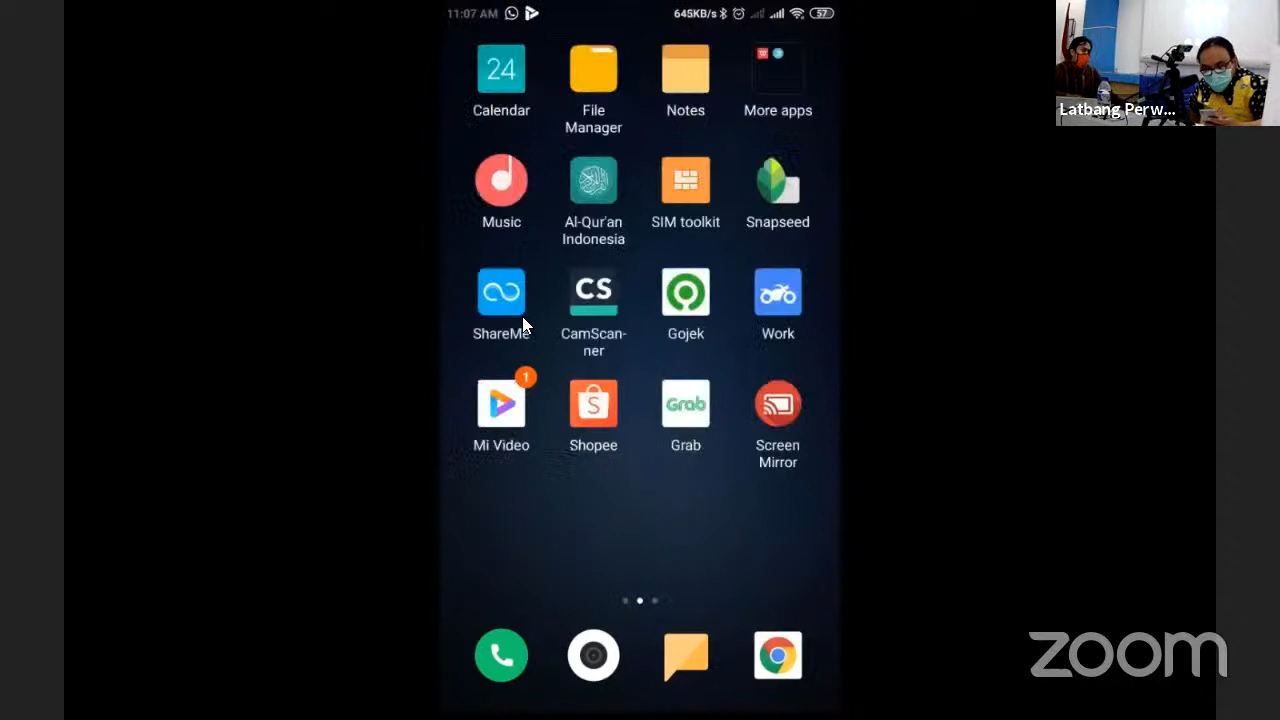 11:07 AM
645KB/s
57
24
Calendar
File
Manager
Notes
More apps
Music
Al-Qur'an
Indonesia
SIM toolkit
Snapseed
ShareMe
CS
CamScan-
ner
Gojek
Work
1
Mi Video
S
Shopee
Grab
Grab
Screen
Mirror
Latbang Perw...
zoom